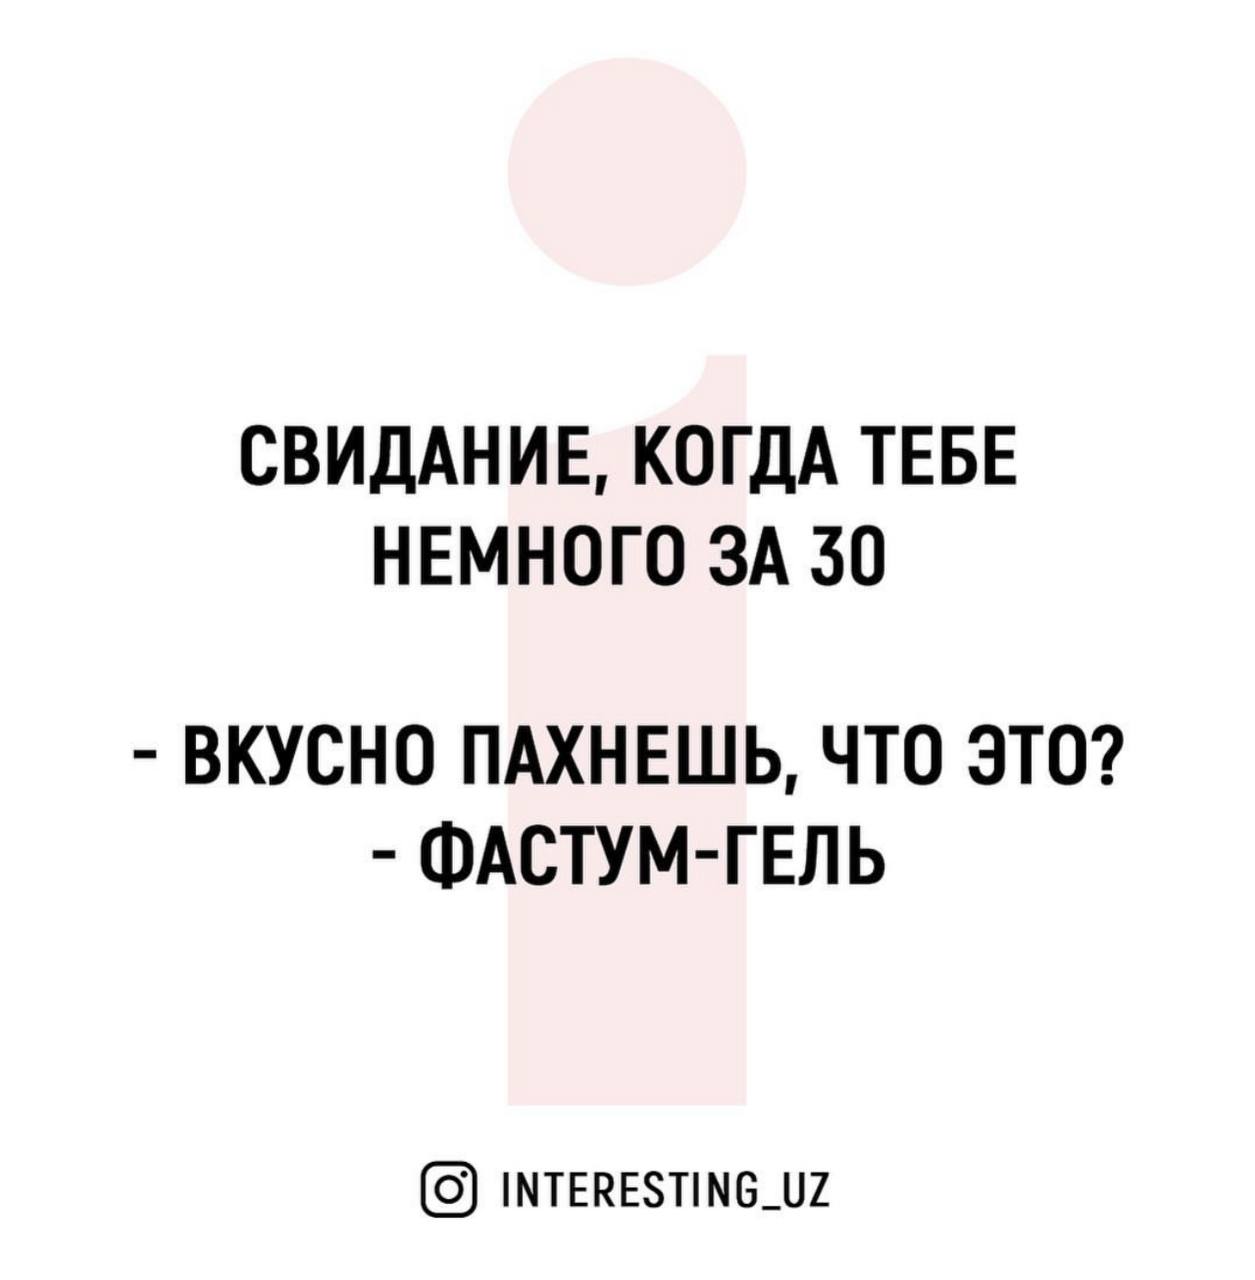 СВИДАНИЕ, КОГДА ТЕБЕ
НЕМНОГО ЗА 30
- ВКУСНО ПАХНЕШЬ, ЧТО ЭТО?
- ФАСТУМ-ГЕЛЬ
INTERESTING_UZ